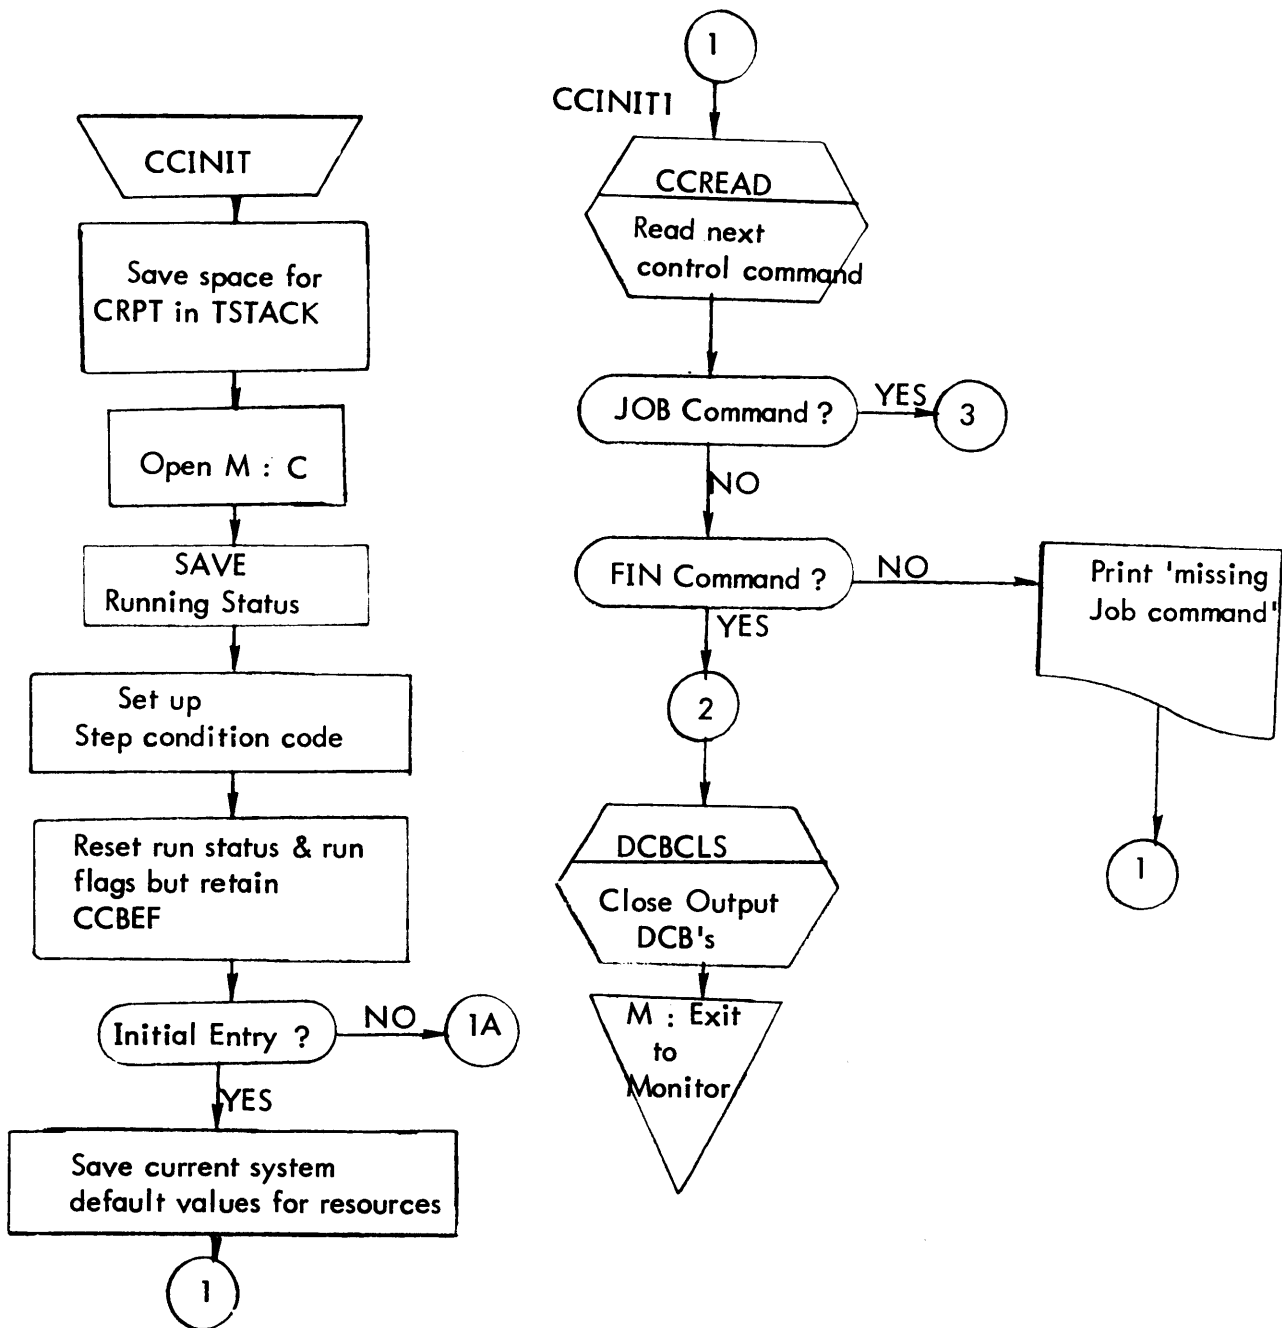 CCINIT
Save space for
CRPT in TSTACK
Open M : C
SAVE
Running Status
Set up
Step condition code
Reset run status & run
flags but retain
CCBEF
Initial Entry ?
NO
1A
YES
Save current system
default values for resources
1
1
CCINIT1
CCREAD
Read next
control command
JOB Command ?
YES
3
NO
FIN Command ?
NO
Print 'missing
Job command'
1
YES
2
DCBCLS
Close Output
DCB's
M : Exit
to
Monitor